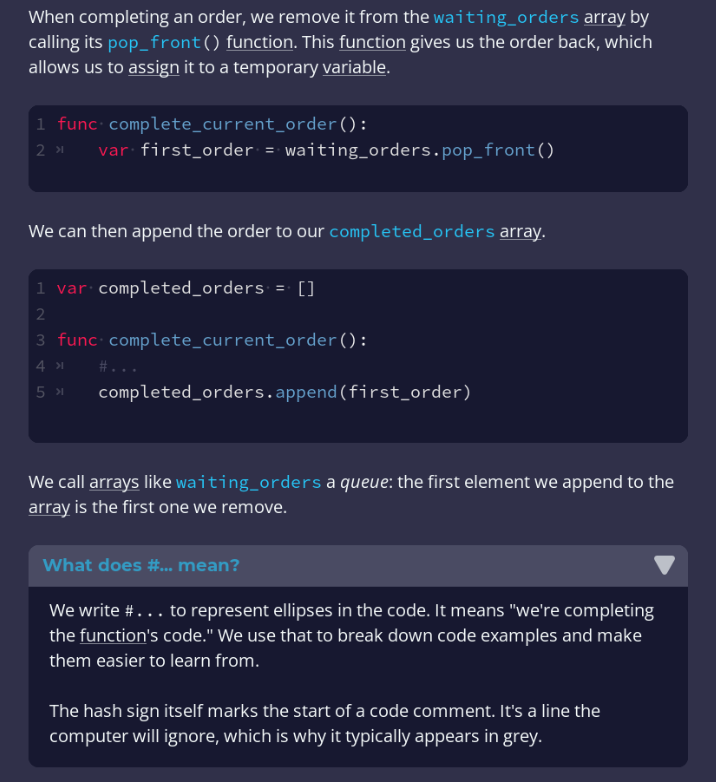 When completing an order, we remove it from the waiting_orders array by
calling its pop_front() function. This function gives us the order back, which
allows us to assign it to a temporary variable.
1 func complete_current_order():
2 var first_order = waiting_orders.pop_front()
We can then append the order to our completed_orders array.
1 var completed_orders = []
2
3 func complete_current_order():
4 #...
5 completed_orders.append(first_order)
We call arrays like waiting_orders a queue: the first element we append to the
array is the first one we remove.
What does #... mean?
We write #... to represent ellipses in the code. It means "we're completing
the function's code." We use that to break down code examples and make
them easier to learn from.
The hash sign itself marks the start of a code comment. It's a line the
computer will ignore, which is why it typically appears in grey.